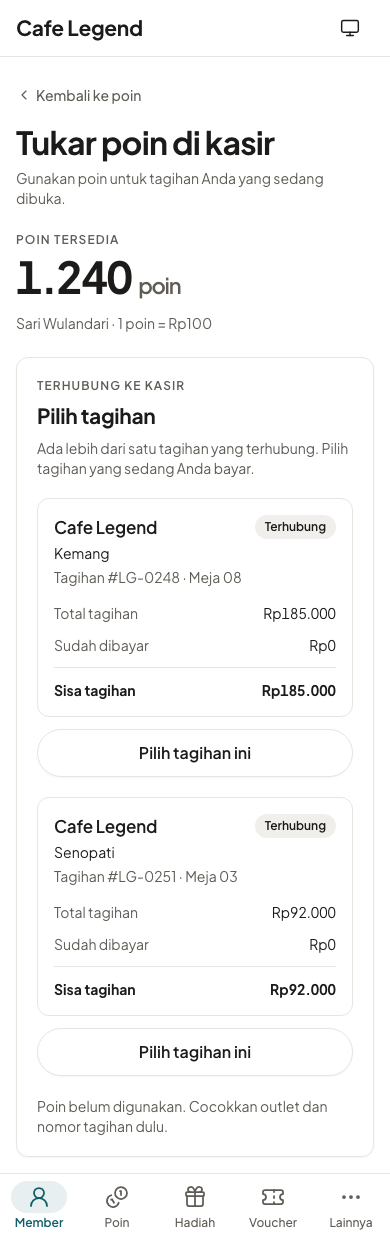 Cafe Legend
Kembali ke poin
Tukar poin di kasir
Gunakan poin untuk tagihan Anda yang sedang
dibuka.
POIN TERSEDIA
1.240 poin
Sari Wulandari · 1 poin = Rp100
TERHUBUNG KE KASIR
Pilih tagihan
Ada lebih dari satu tagihan yang terhubung. Pilih
tagihan yang sedang Anda bayar.
Cafe Legend Terhubung
Kemang
Tagihan #LG-0248 · Meja 08
Total tagihan Rp185.000
Sudah dibayar Rp0
Sisa tagihan Rp185.000
Pilih tagihan ini
Cafe Legend Terhubung
Senopati
Tagihan #LG-0251 · Meja 03
Total tagihan Rp92.000
Sudah dibayar Rp0
Sisa tagihan Rp92.000
Pilih tagihan ini
Poin belum digunakan. Cocokkan outlet dan
nomor tagihan dulu.
Member Poin Hadiah Voucher Lainnya